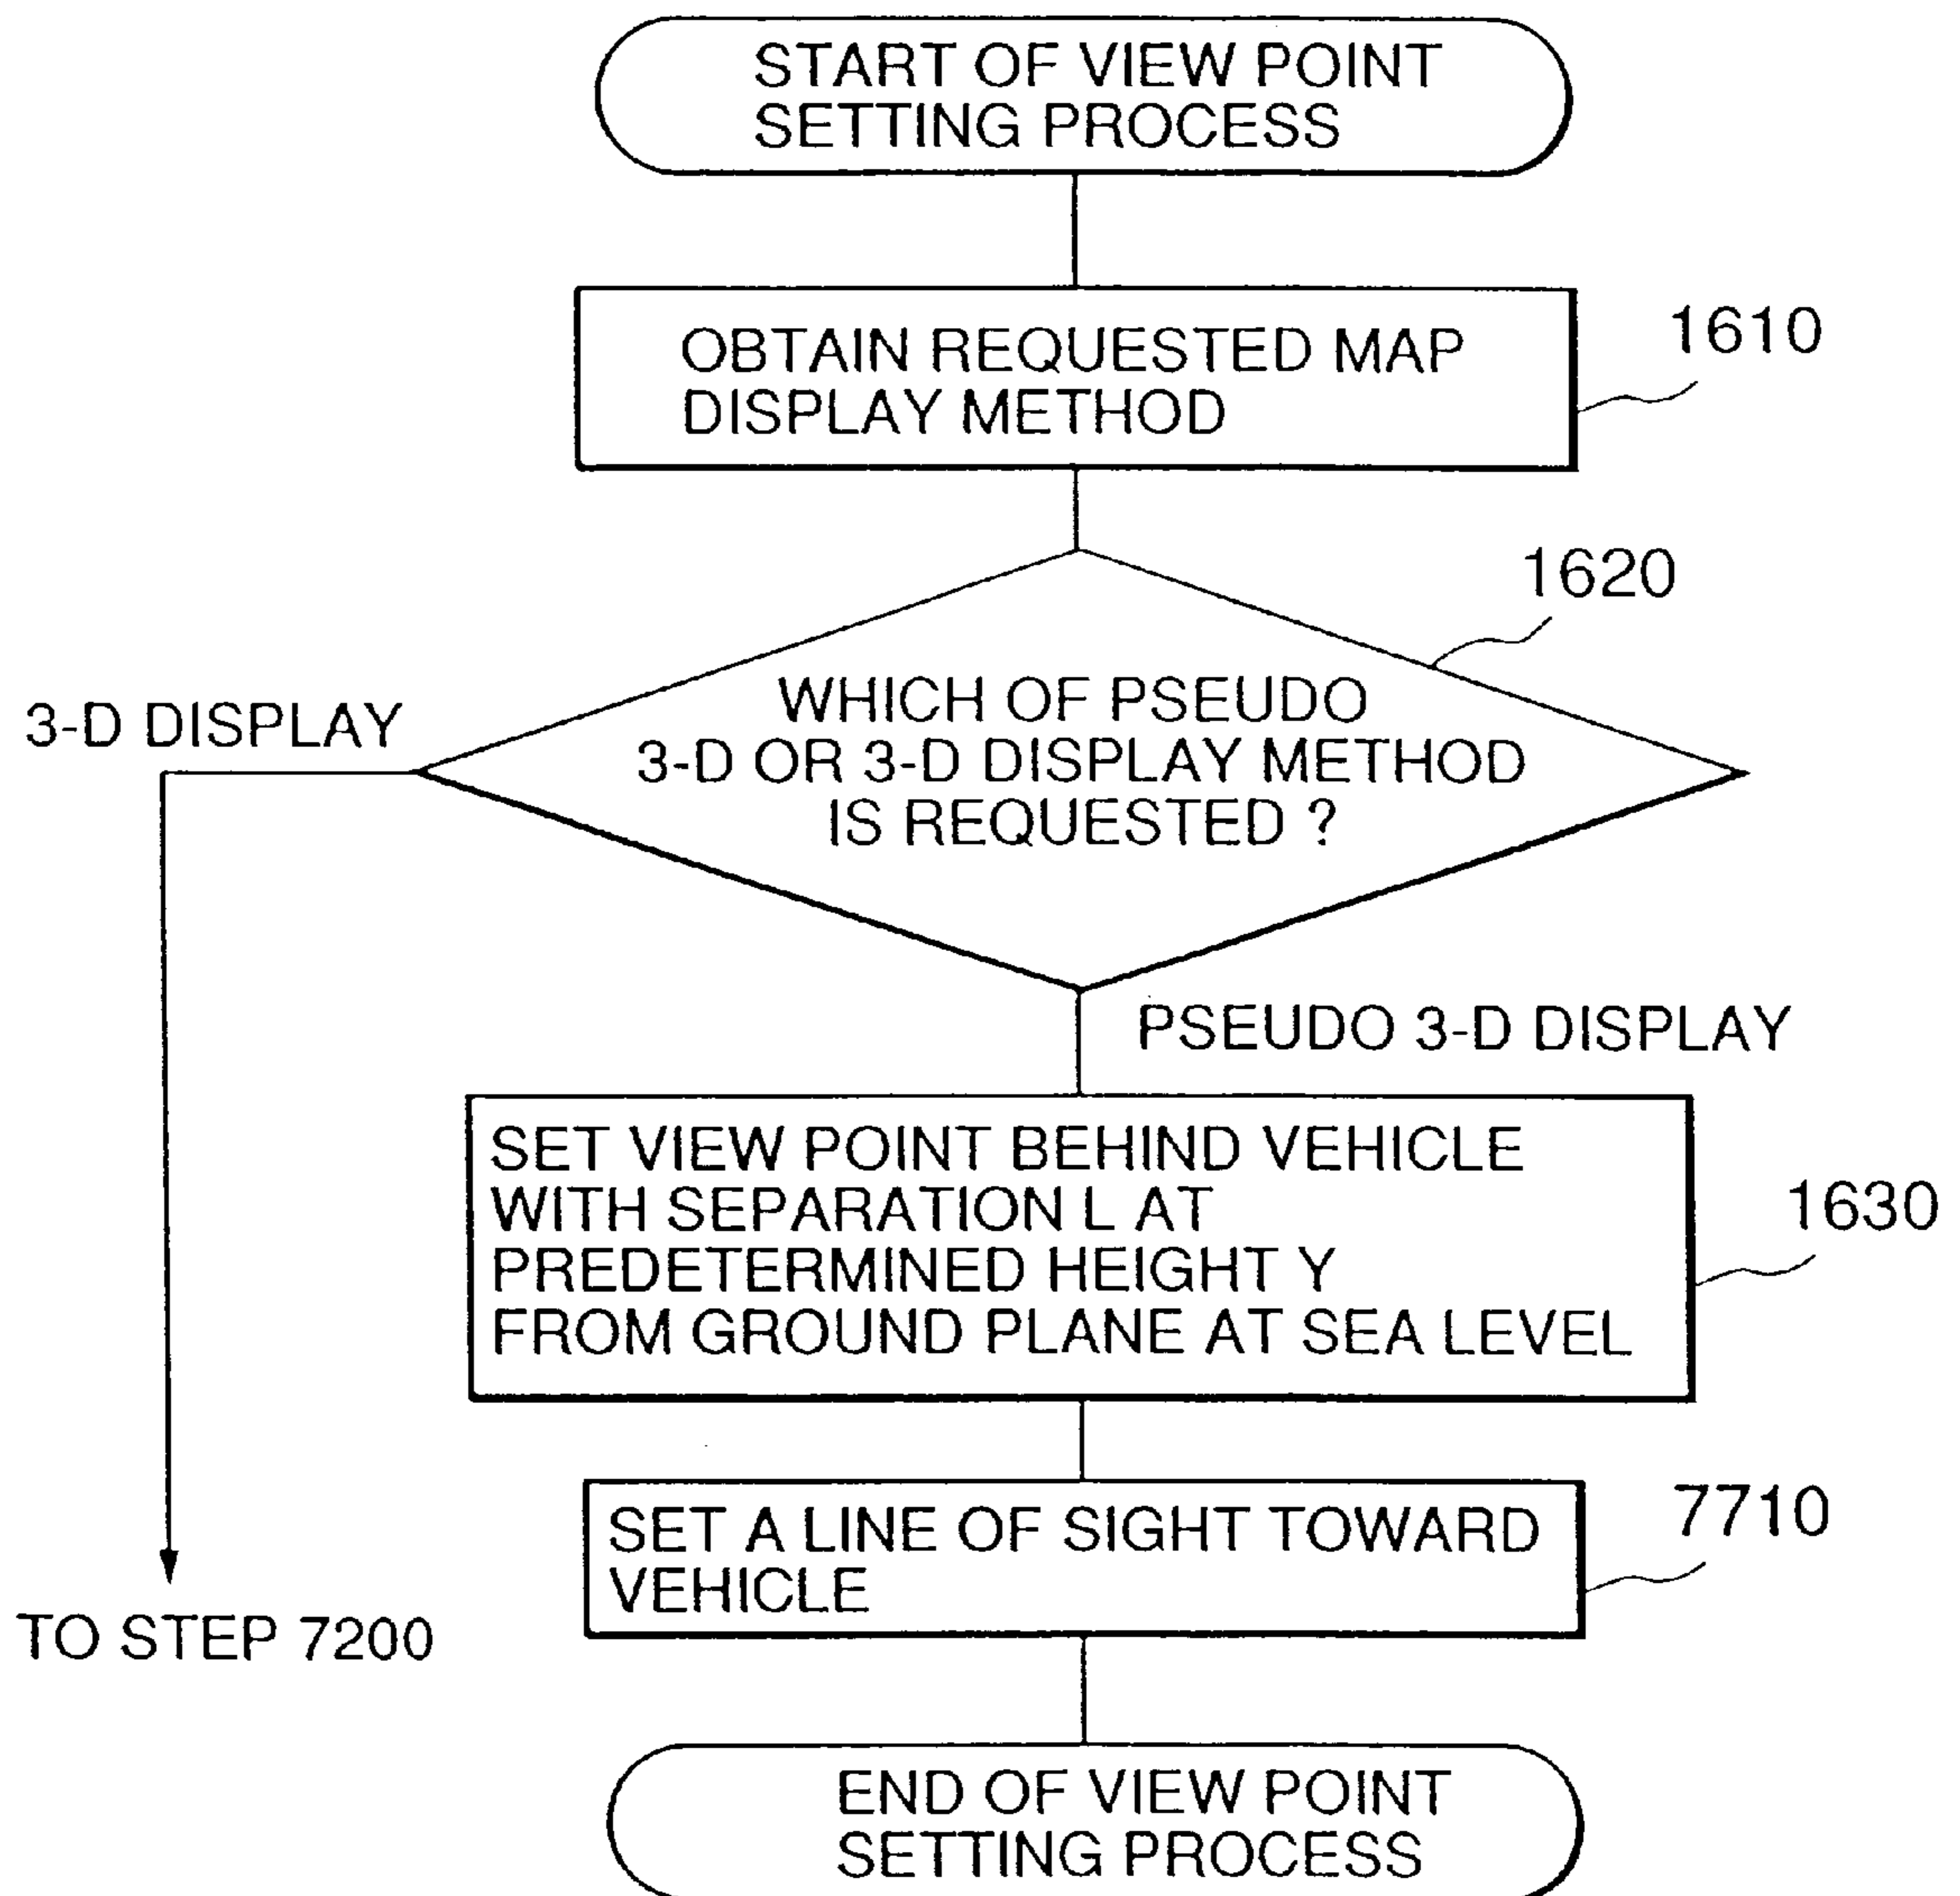 START OF VIEW POINT
SETTING PROCESS
OBTAIN REQUESTED MAP
DISPLAY METHOD
1610
1620
WHICH OF PSEUDO
3-D OR 3-D DISPLAY METHOD
IS REQUESTED ?
3-D DISPLAY
PSEUDO 3-D DISPLAY
SET VIEW POINT BEHIND VEHICLE
WITH SEPARATION L AT
PREDETERMINED HEIGHT Y
FROM GROUND PLANE AT SEA LEVEL
1630
SET A LINE OF SIGHT TOWARD
VEHICLE
7710
TO STEP 7200
END OF VIEW POINT
SETTING PROCESS